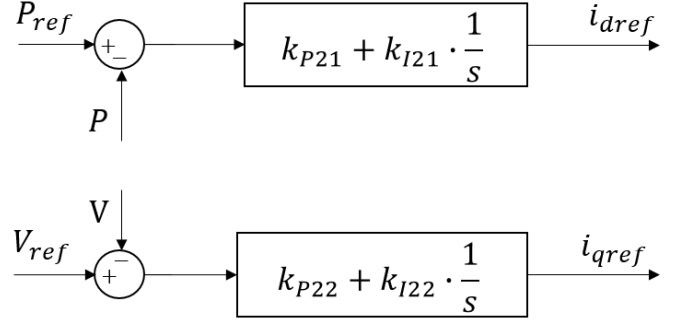 P_ref + − k_P21 + k_I21 · 1/s i_dref
P
V
V_ref + − k_P22 + k_I22 · 1/s i_qref